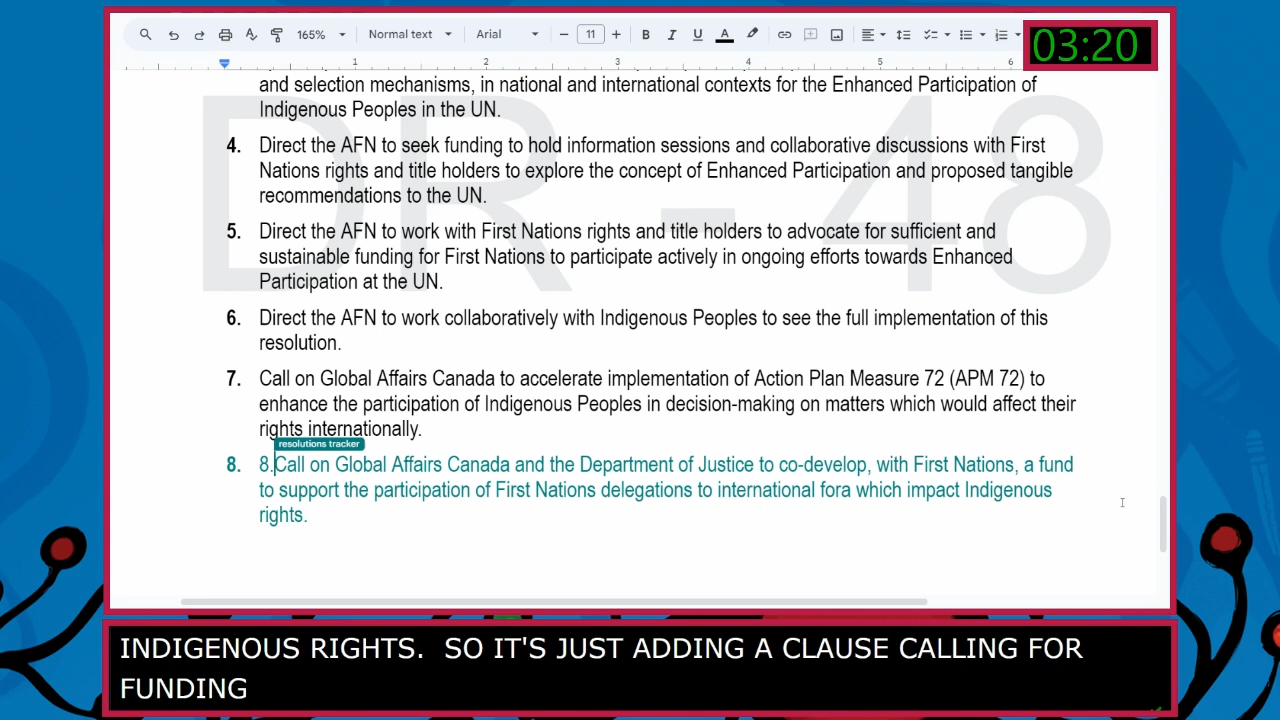 165%
Normal text
Arial
11
B I U A
03:20
1 2 3 4 5 6
DR - 48
and selection mechanisms, in national and international contexts for the Enhanced Participation of
Indigenous Peoples in the UN.
4. Direct the AFN to seek funding to hold information sessions and collaborative discussions with First
Nations rights and title holders to explore the concept of Enhanced Participation and proposed tangible
recommendations to the UN.
5. Direct the AFN to work with First Nations rights and title holders to advocate for sufficient and
sustainable funding for First Nations to participate actively in ongoing efforts towards Enhanced
Participation at the UN.
6. Direct the AFN to work collaboratively with Indigenous Peoples to see the full implementation of this
resolution.
7. Call on Global Affairs Canada to accelerate implementation of Action Plan Measure 72 (APM 72) to
enhance the participation of Indigenous Peoples in decision-making on matters which would affect their
rights internationally.
resolutions tracker
8. 8.Call on Global Affairs Canada and the Department of Justice to co-develop, with First Nations, a fund
to support the participation of First Nations delegations to international fora which impact Indigenous
rights.
INDIGENOUS RIGHTS.  SO IT'S JUST ADDING A CLAUSE CALLING FOR
FUNDING